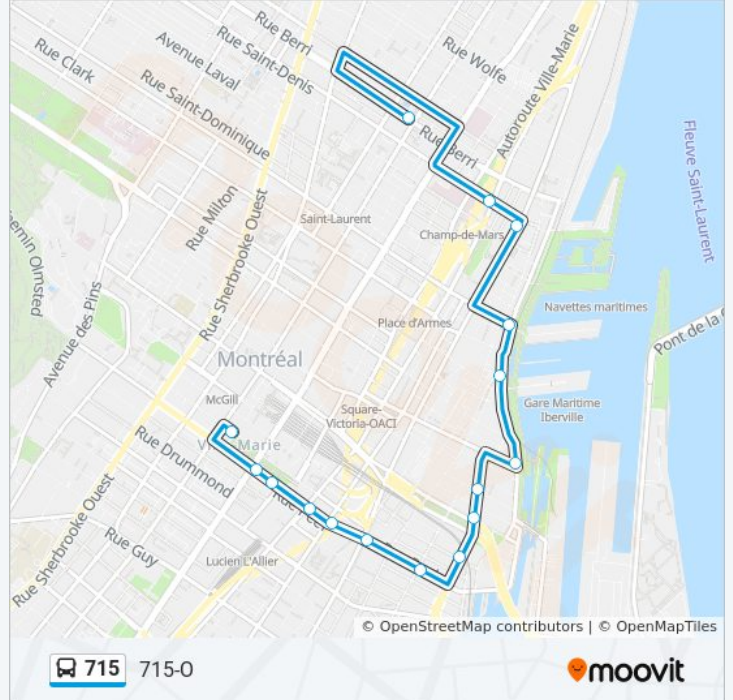 Rue Berri
Rue Clark
Avenue Laval
Rue Saint-Denis
Rue Wolfe
Rue Saint-Dominique
Autoroute Ville-Marie
Rue Berri
Fleuve Saint-Laurent
Rue Milton
Saint-Laurent
Champ-de-Mars
Olmsted
Rue Sherbrooke Ouest
Avenue des Pins
Navettes maritimes
Place d'Armes
Pont de la
Montréal
McGill
Square-
Victoria-OACI
Gare Maritime
Iberville
Rue Drummond
Marie
Rue
Rue Sherbrooke Ouest
Rue Guy
Lucien L'Allier
© OpenStreetMap contributors | © OpenMapTiles
715 715-O
moovit